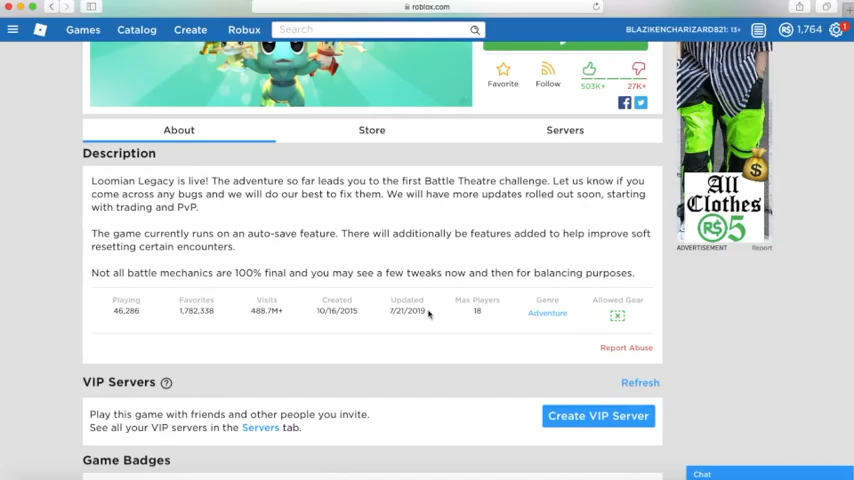 roblox.com
Games
Catalog
Create
Robux
Search
BLAZIKENCHARIZARD821: 13+
R$ 1,764
1
Favorite
Follow
503K+
27K+
About
Store
Servers
Description
Loomian Legacy is live! The adventure so far leads you to the first Battle Theatre challenge. Let us know if you
come across any bugs and we will do our best to fix them. We will have more updates rolled out soon, starting
with trading and PvP.
The game currently runs on an auto-save feature. There will additionally be features added to help improve soft
resetting certain encounters.
Not all battle mechanics are 100% final and you may see a few tweaks now and then for balancing purposes.
Playing
Favorites
Visits
Created
Updated
Max Players
Genre
Allowed Gear
46,286
1,782,338
488.7M+
10/16/2015
7/21/2019
18
Adventure
Report Abuse
VIP Servers ?
Refresh
Play this game with friends and other people you invite.
See all your VIP servers in the Servers tab.
Create VIP Server
Game Badges
$
All
Clothes
R$ 5
ADVERTISEMENT
Report
Chat